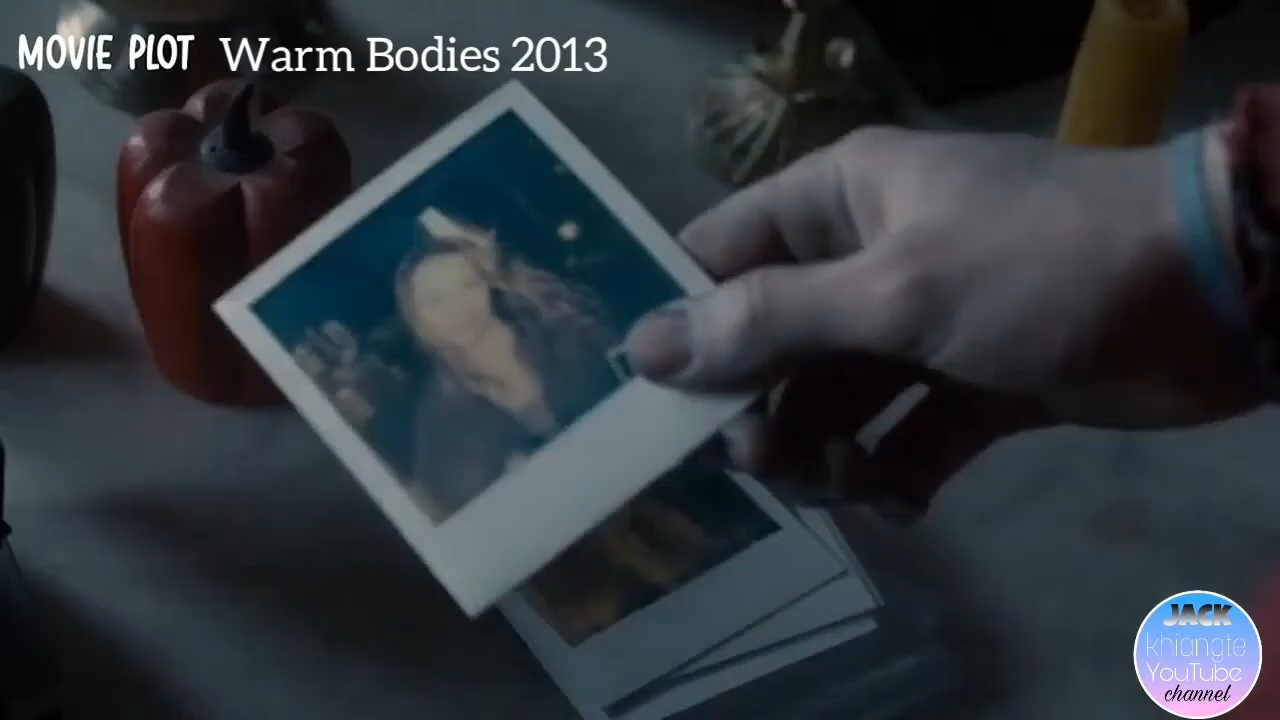 MOVIE PLOT Warm Bodies 2013
JACK
khiangte
YouTube
channel